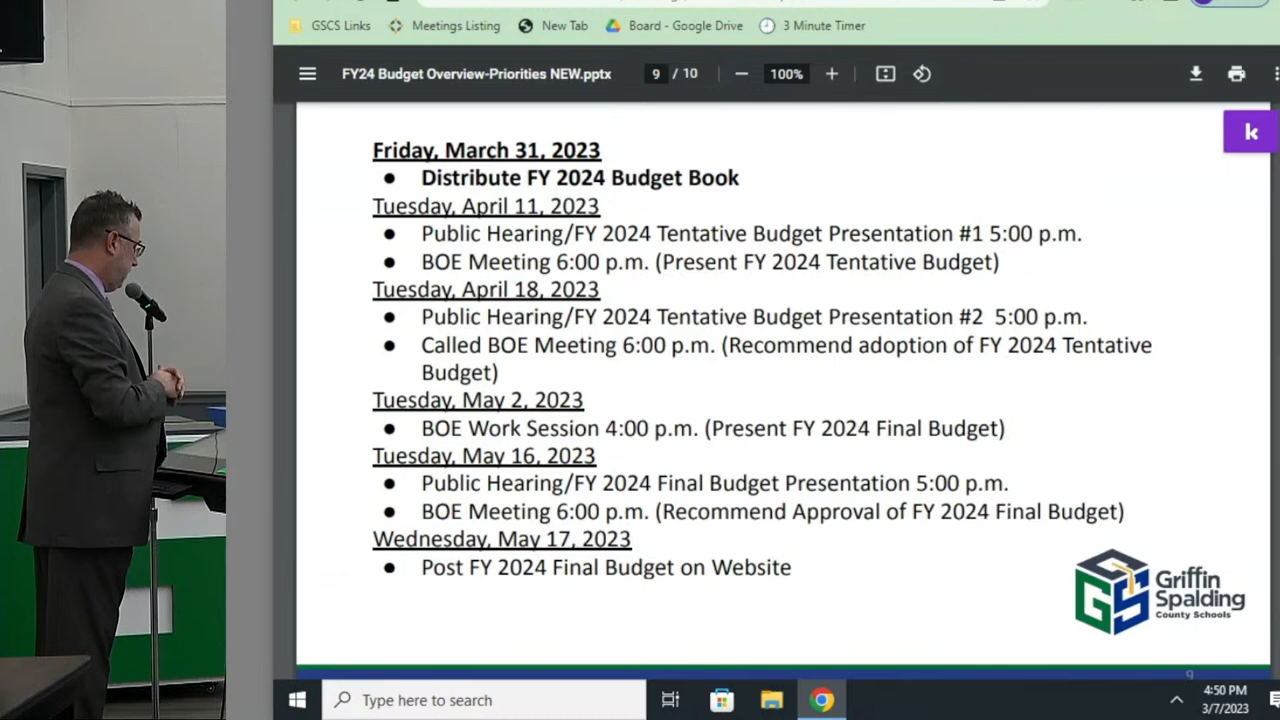 GSCS Links
Meetings Listing
New Tab
Board - Google Drive
3 Minute Timer
FY24 Budget Overview-Priorities NEW.pptx
9 / 10
100%
k
Friday, March 31, 2023
● Distribute FY 2024 Budget Book
Tuesday, April 11, 2023
● Public Hearing/FY 2024 Tentative Budget Presentation #1 5:00 p.m.
● BOE Meeting 6:00 p.m. (Present FY 2024 Tentative Budget)
Tuesday, April 18, 2023
● Public Hearing/FY 2024 Tentative Budget Presentation #2 5:00 p.m.
● Called BOE Meeting 6:00 p.m. (Recommend adoption of FY 2024 Tentative
Budget)
Tuesday, May 2, 2023
● BOE Work Session 4:00 p.m. (Present FY 2024 Final Budget)
Tuesday, May 16, 2023
● Public Hearing/FY 2024 Final Budget Presentation 5:00 p.m.
● BOE Meeting 6:00 p.m. (Recommend Approval of FY 2024 Final Budget)
Wednesday, May 17, 2023
● Post FY 2024 Final Budget on Website
GS
Griffin
Spalding
County Schools
9
Type here to search
4:50 PM
3/7/2023